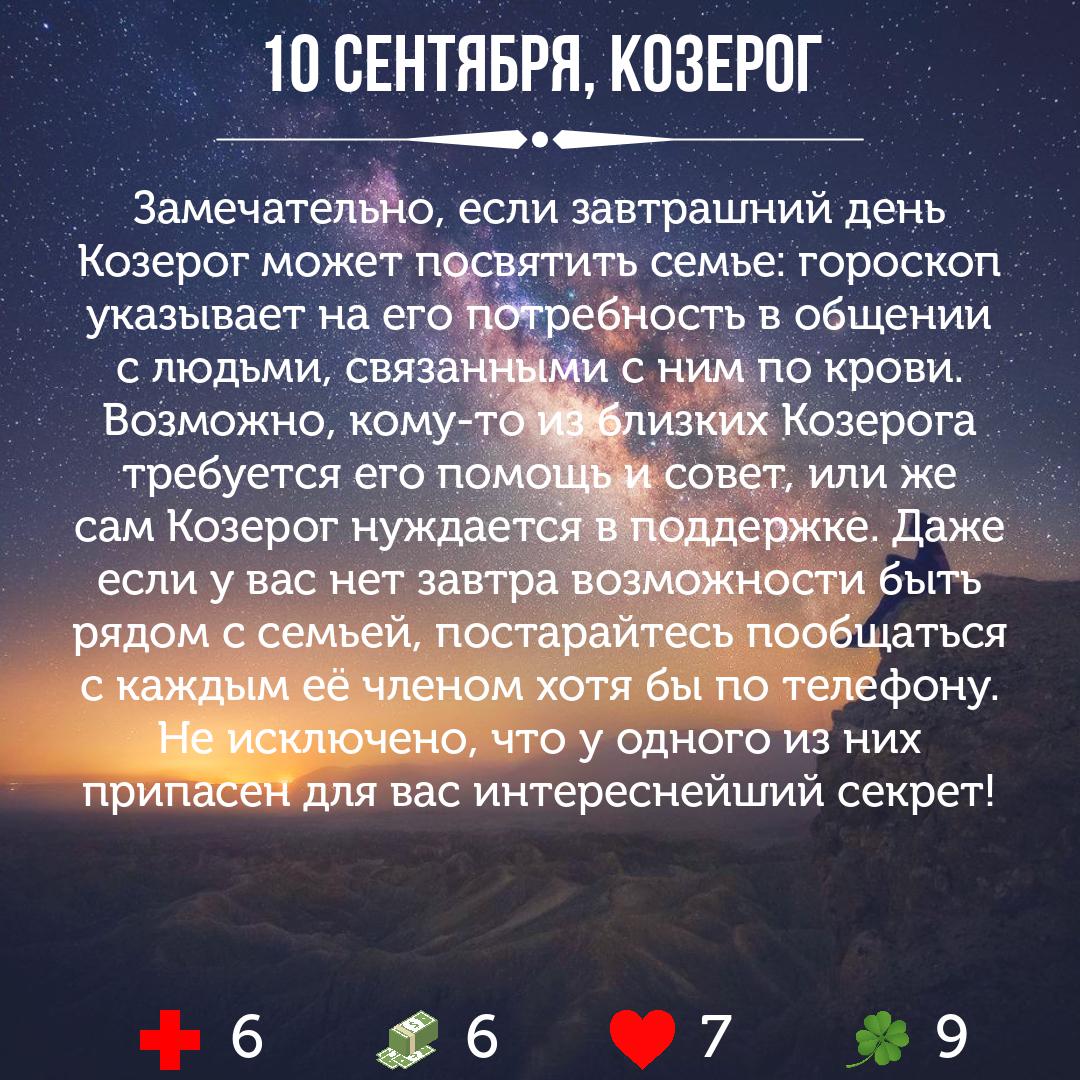 10 СЕНТЯБРЯ, КОЗЕРОГ
Замечательно, если завтрашний день
Козерог может посвятить семье: гороскоп
указывает на его потребность в общении
с людьми, связанными с ним по крови.
Возможно, кому-то из близких Козерога
требуется его помощь и совет, или же
сам Козерог нуждается в поддержке. Даже
если у вас нет завтра возможности быть
рядом с семьей, постарайтесь пообщаться
с каждым её членом хотя бы по телефону.
Не исключено, что у одного из них
припасен для вас интереснейший секрет!
6 6 7 9